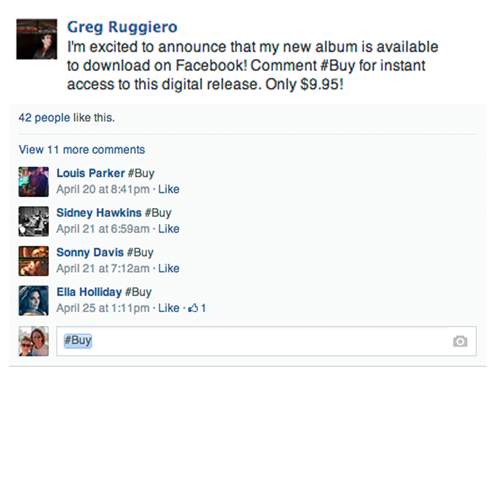 Greg Ruggiero
I'm excited to announce that my new album is available
to download on Facebook! Comment #Buy for instant
access to this digital release. Only $9.95!
42 people like this.
View 11 more comments
Louis Parker #Buy
April 20 at 8:41pm · Like
Sidney Hawkins #Buy
April 21 at 6:59am · Like
Sonny Davis #Buy
April 21 at 7:12am · Like
Ella Holliday #Buy
April 25 at 1:11pm · Like · 1
#Buy